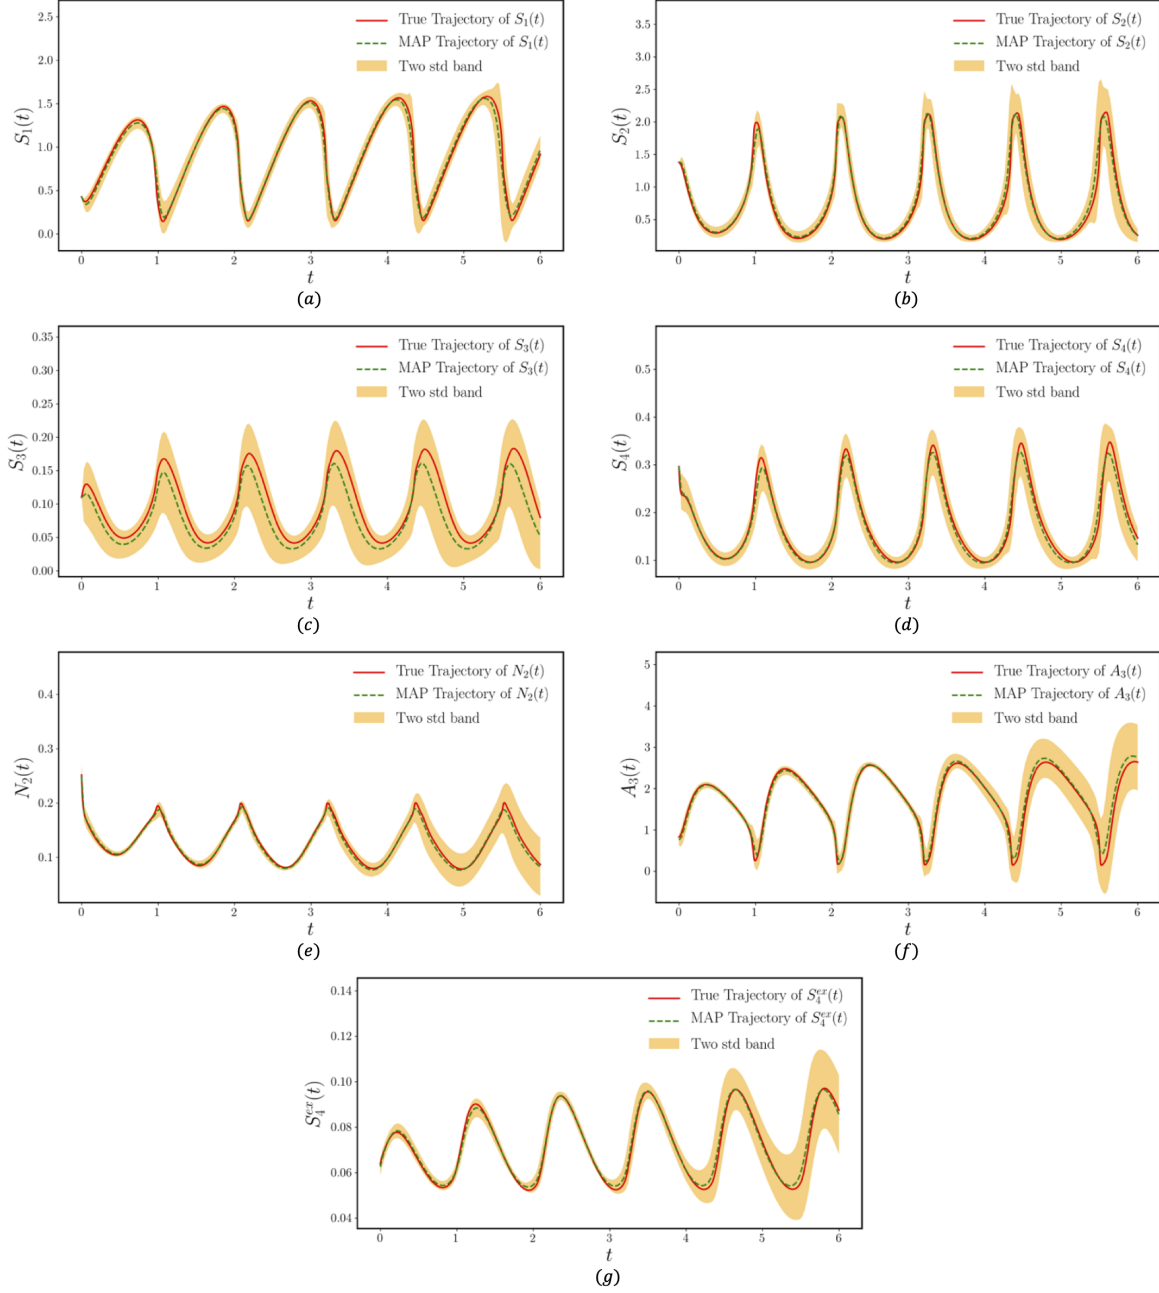 True Trajectory of S₁(t)
MAP Trajectory of S₁(t)
Two std band
2.5
2.0
1.5
1.0
0.5
0.0
S₁(t)
0 1 2 3 4 5 6
t
(a)
True Trajectory of S₂(t)
MAP Trajectory of S₂(t)
Two std band
3.5
3.0
2.5
2.0
1.5
1.0
0.5
S₂(t)
0 1 2 3 4 5 6
t
(b)
True Trajectory of S₃(t)
MAP Trajectory of S₃(t)
Two std band
0.35
0.30
0.25
0.20
0.15
0.10
0.05
0.00
S₃(t)
0 1 2 3 4 5 6
t
(c)
True Trajectory of S₄(t)
MAP Trajectory of S₄(t)
Two std band
0.5
0.4
0.3
0.2
0.1
S₄(t)
0 1 2 3 4 5 6
t
(d)
True Trajectory of N₂(t)
MAP Trajectory of N₂(t)
Two std band
0.4
0.3
0.2
0.1
N₂(t)
0 1 2 3 4 5 6
t
(e)
True Trajectory of A₃(t)
MAP Trajectory of A₃(t)
Two std band
5
4
3
2
1
0
A₃(t)
0 1 2 3 4 5 6
t
(f)
True Trajectory of S₄ᵉˣ(t)
MAP Trajectory of S₄ᵉˣ(t)
Two std band
0.14
0.12
0.10
0.08
0.06
0.04
S₄ᵉˣ(t)
0 1 2 3 4 5 6
t
(g)